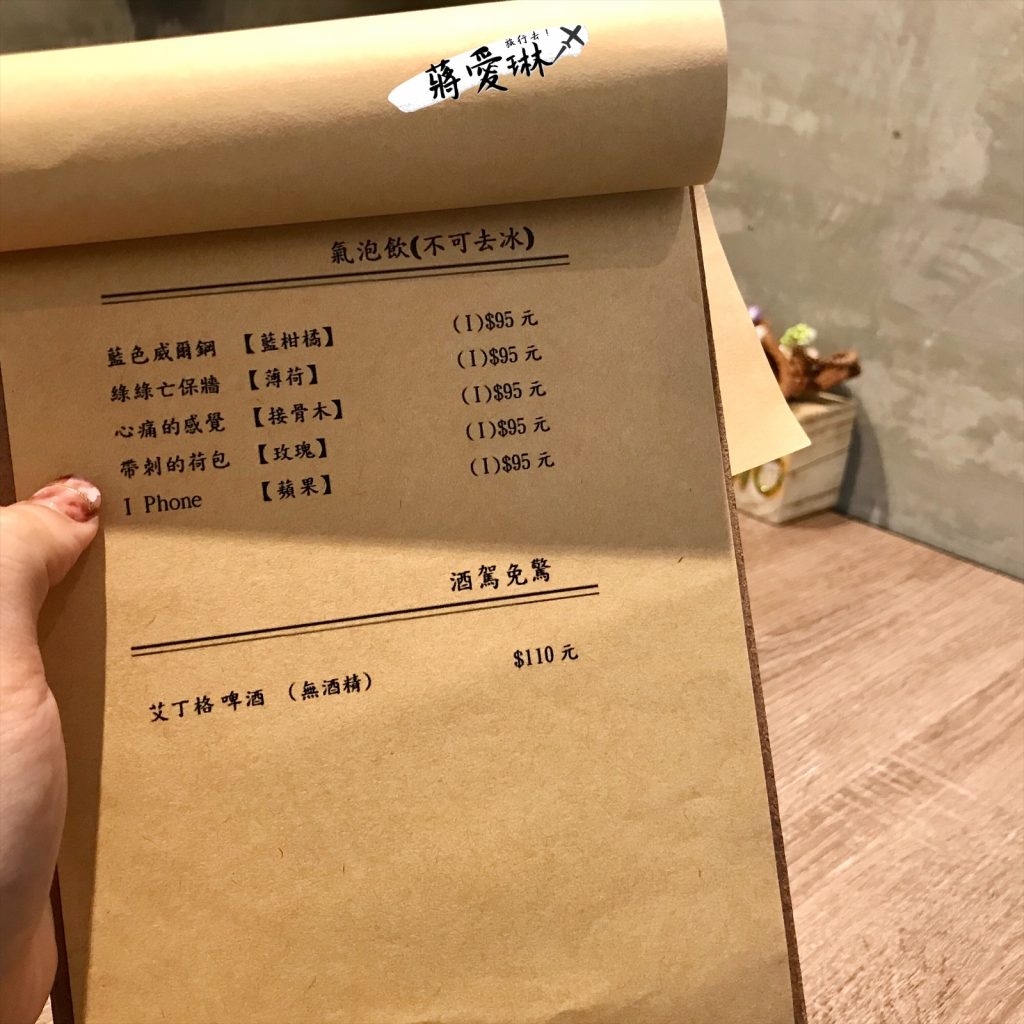 旅行去！
蔣愛琳
氣泡飲(不可去冰)
藍色威爾鋼 【藍柑橘】 (I)$95元
綠綠亡保牆 【薄荷】 (I)$95元
心痛的感覺 【接骨木】 (I)$95元
帶刺的荷包 【玫瑰】 (I)$95元
I Phone 【蘋果】 (I)$95元
酒駕免驚
艾丁格啤酒 (無酒精) $110元